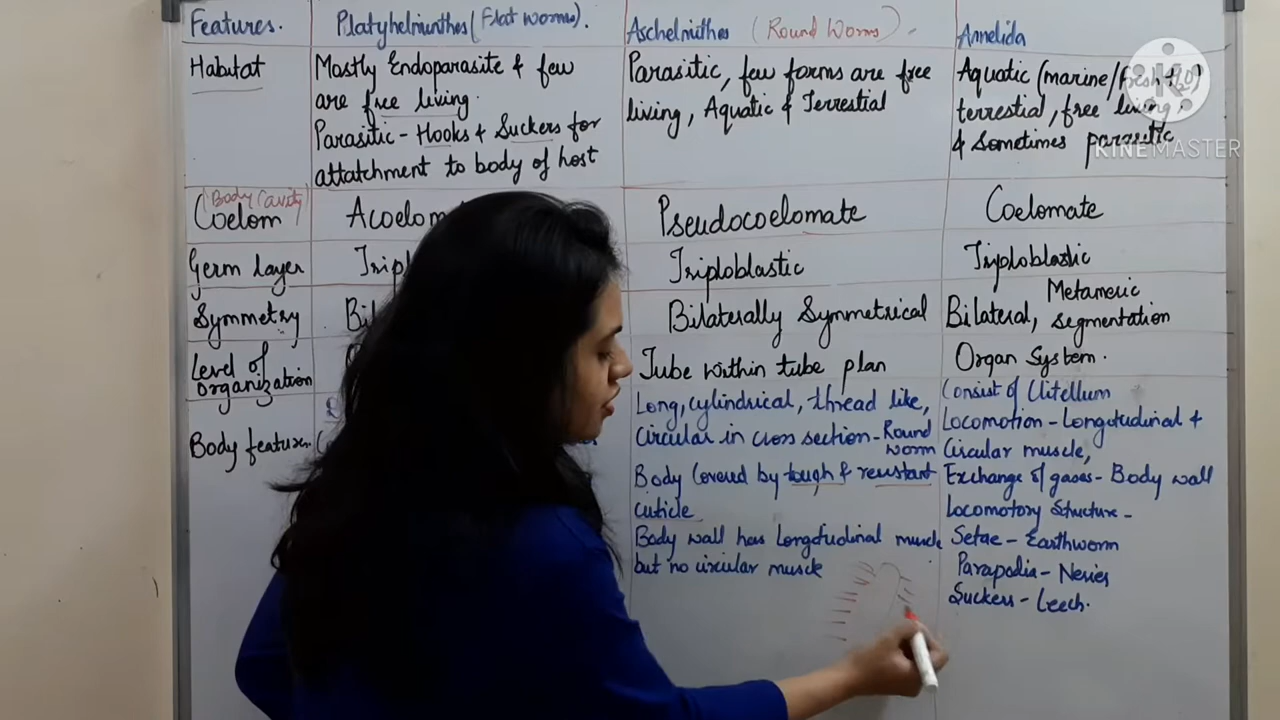 Features. Platyhelminthes (Flat worms). Aschelmithes (Round Worms) Annelida
Habitat
Mostly Endoparasite & few
are free living.
Parasitic - Hooks & Suckers for
attatchment to body of host
Parasitic, few forms are free
living, Aquatic & Terrestial
Aquatic (marine/
terrestial, free living,
& Sometimes parasitic
KINEMASTER
(Body Cavity)
Coelom Pseudocoelomate Coelomate
Germ layer Triploblastic Triploblastic
Symmetry Bilaterally Symmetrical Bilateral, Metameric
segmentation
Level of
organization
Tube within tube plan Organ System.
Body features
Long, cylindrical, thread like,
Circular in cross section - Round
worm
Body Covered by tough & resistant
cuticle
Body wall has Longitudinal muscle
but no circular muscle
Consist of Clitellum
Locomotion - Longitudinal &
Circular muscle,
Exchange of gases - Body wall
Locomotory Structure -
Setae - Earthworm
Parapodia - Nereis
Suckers - Leech.